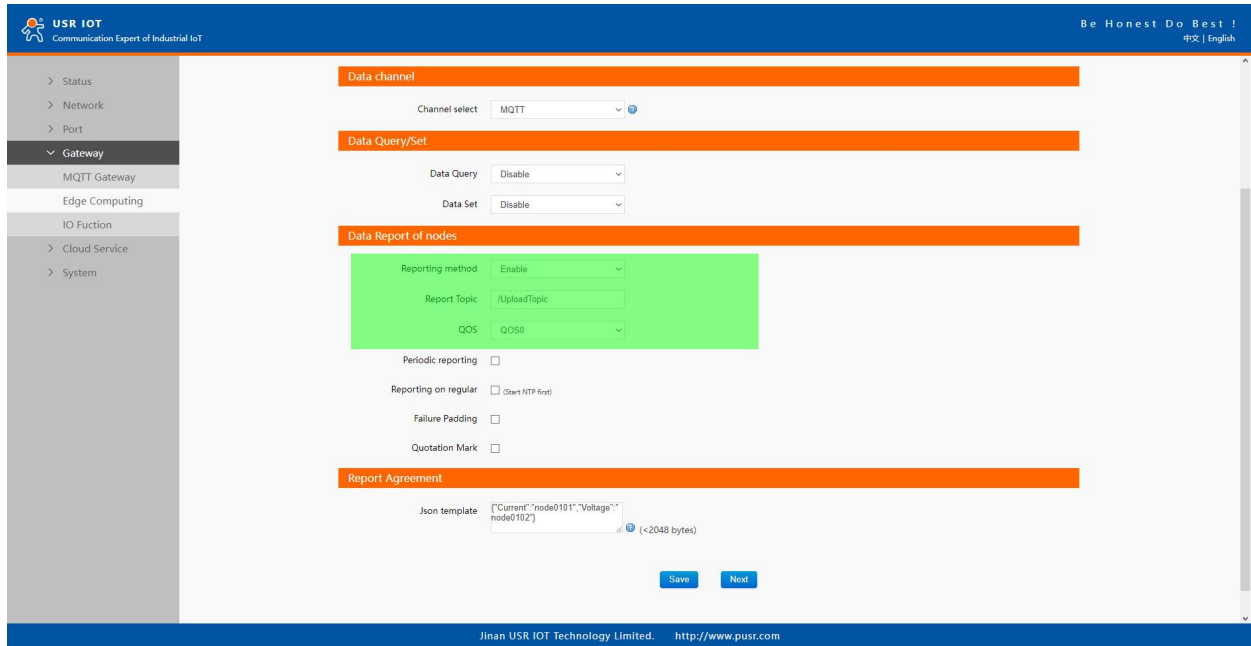 USR IOT
Communication Expert of Industrial IoT
Be Honest Do Best !
中文 | English
Status
Network
Port
Gateway
MQTT Gateway
Edge Computing
IO Fuction
Cloud Service
System
Data channel
Channel select MQTT
Data Query/Set
Data Query Disable
Data Set Disable
Data Report of nodes
Reporting method Enable
Report Topic /UploadTopic
QOS QOS0
Periodic reporting
Reporting on regular (Start NTP first)
Failure Padding
Quotation Mark
Report Agreement
Json template {"Current":"node0101","Voltage":"
node0102"}
(<2048 bytes)
Save Next
Jinan USR IOT Technology Limited. http://www.pusr.com